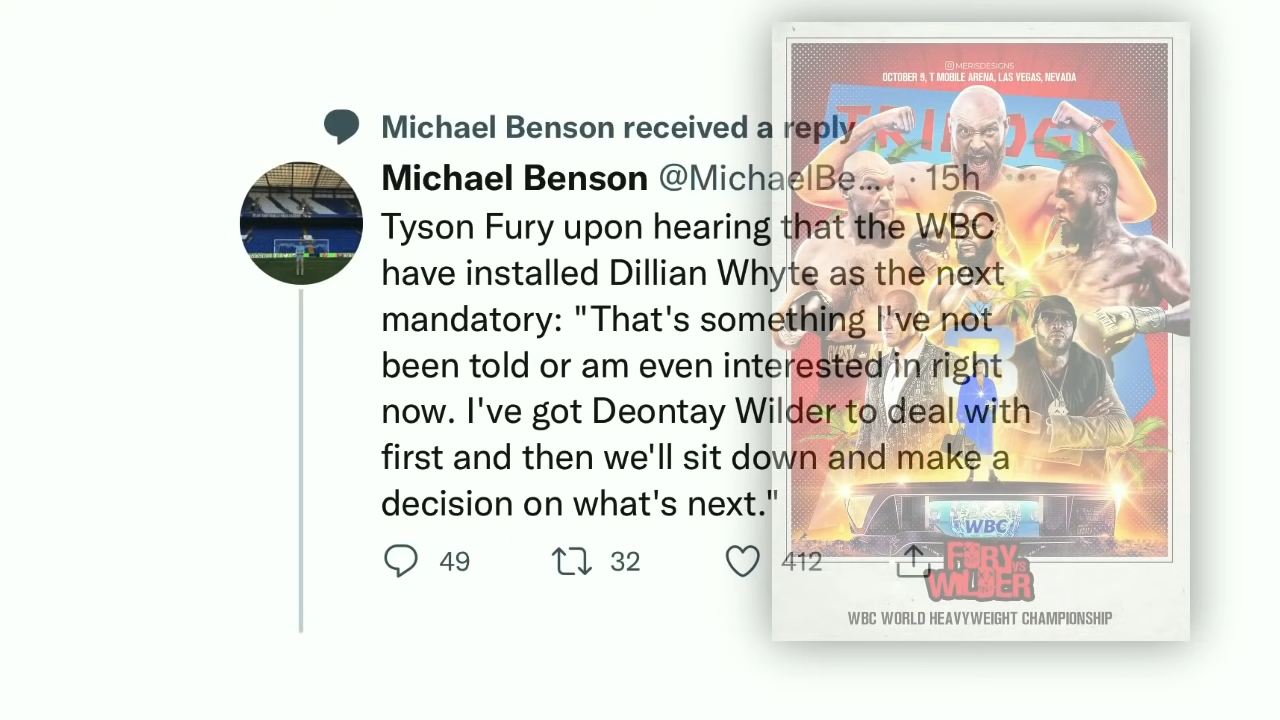 Michael Benson received a reply
Michael Benson @MichaelBe... · 15h
Tyson Fury upon hearing that the WBC
have installed Dillian Whyte as the next
mandatory: "That's something I've not
been told or am even interested in right
now. I've got Deontay Wilder to deal with
first and then we'll sit down and make a
decision on what's next."
49 32 412
MERISDESIGNS
OCTOBER 9, T MOBILE ARENA, LAS VEGAS, NEVADA
TRILOGY
3
WBC
FURY
VS
WILDER
WBC WORLD HEAVYWEIGHT CHAMPIONSHIP